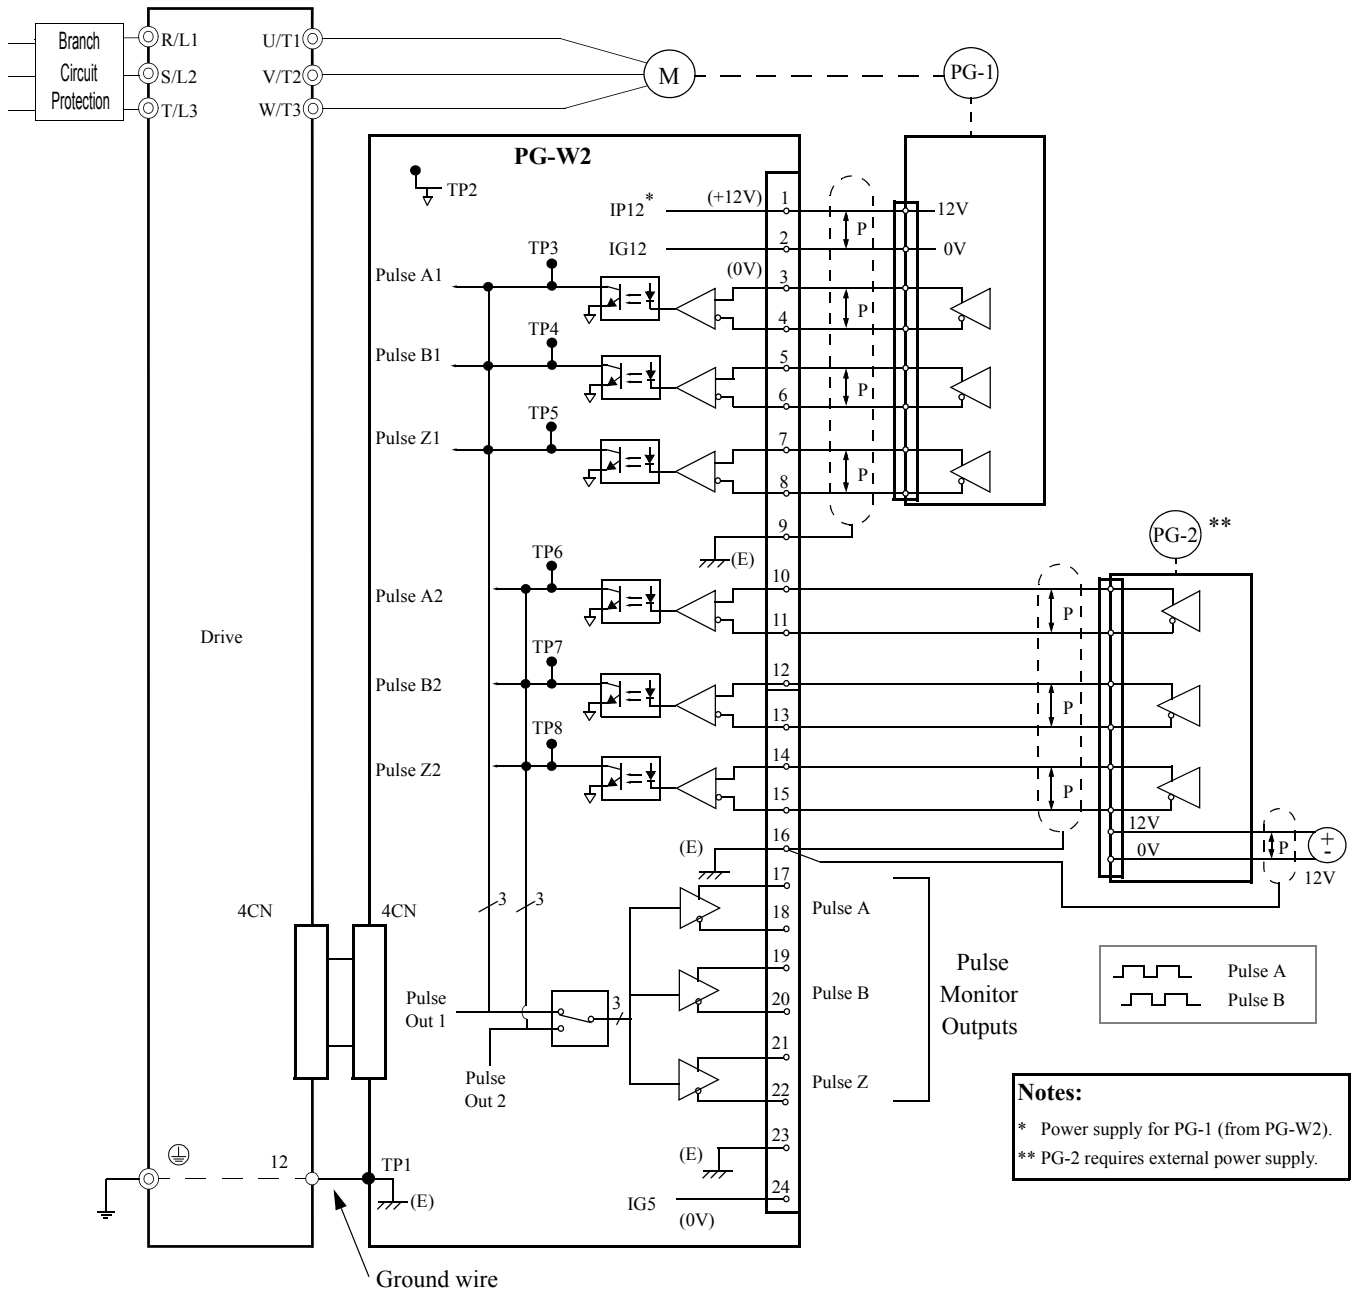 Branch
Circuit
Protection
R/L1
S/L2
T/L3
U/T1
V/T2
W/T3
M
PG-1
PG-W2
TP2
IP12*
(+12V)
1
P
12V
IG12
2
0V
(0V)
Pulse A1
TP3
3
4
P
Pulse B1
TP4
5
6
P
Pulse Z1
TP5
7
8
P
9
(E)
PG-2 **
Pulse A2
TP6
10
11
P
Drive
Pulse B2
TP7
12
13
P
Pulse Z2
TP8
14
15
P
12V
0V
P
+
-
12V
16
(E)
17
18
Pulse A
3
3
4CN
4CN
19
20
Pulse B
Pulse
Monitor
Outputs
Pulse A
Pulse B
Pulse
Out 1
3
Pulse
Out 2
21
22
Pulse Z
23
(E)
24
IG5
(0V)
12
TP1
(E)
Ground wire
Notes:
* Power supply for PG-1 (from PG-W2).
** PG-2 requires external power supply.